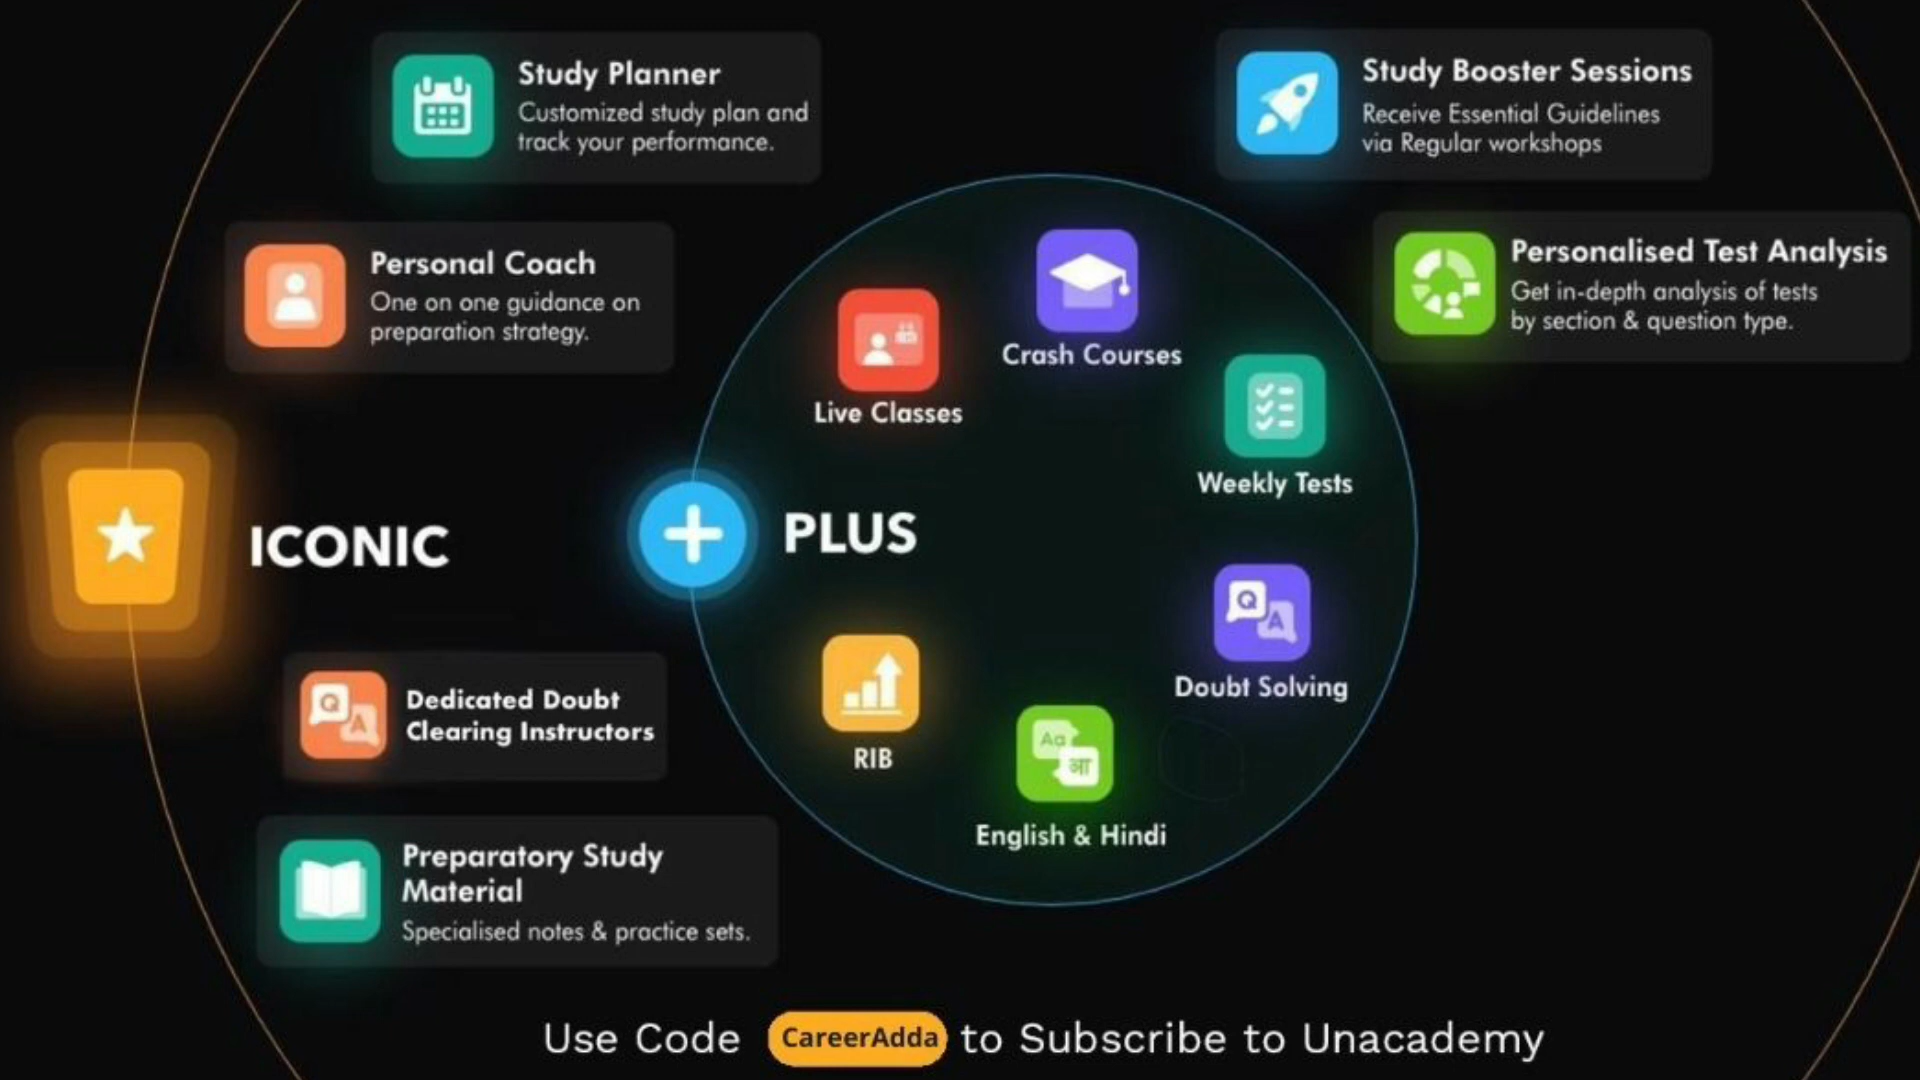 Study Planner
Customized study plan and
track your performance.
Study Booster Sessions
Receive Essential Guidelines
via Regular workshops
Personal Coach
One on one guidance on
preparation strategy.
Personalised Test Analysis
Get in-depth analysis of tests
by section & question type.
Crash Courses
Live Classes
Weekly Tests
ICONIC
PLUS
Q
A
Doubt Solving
Q
A
Dedicated Doubt
Clearing Instructors
RIB
Aa
आ
English & Hindi
Preparatory Study
Material
Specialised notes & practice sets.
Use Code CareerAdda to Subscribe to Unacademy